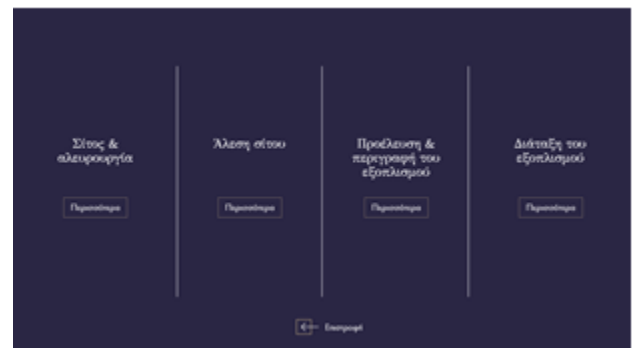 Σίτος &
αλευρουργία
Περισσότερα
Άλεση σίτου
Περισσότερα
Προέλευση &
περιγραφή του
εξοπλισμού
Περισσότερα
Διάταξη του
εξοπλισμού
Περισσότερα
Επιστροφή